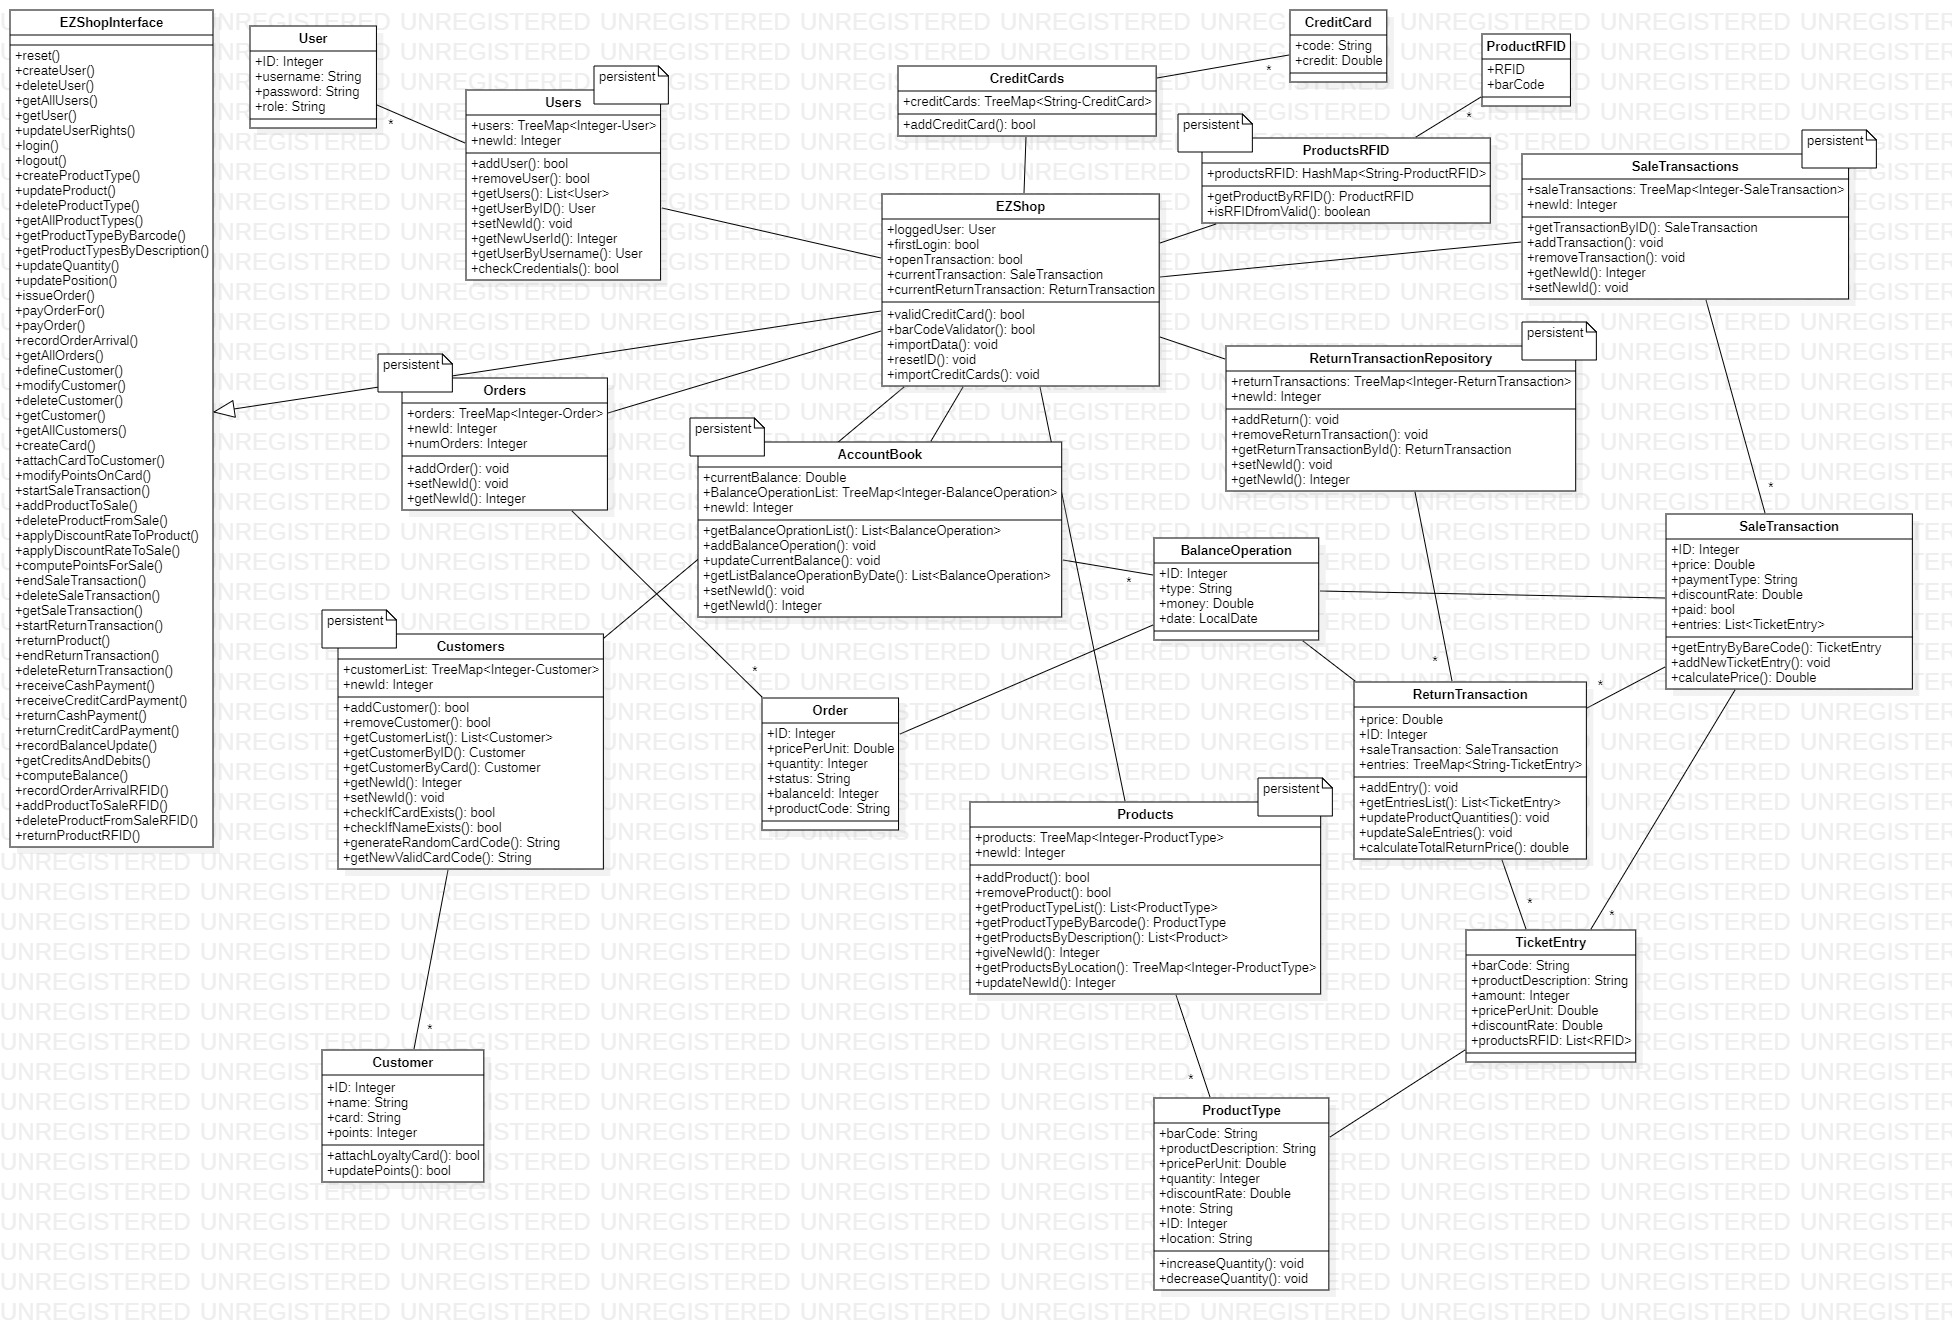 EZShopInterface
+reset()
+createUser()
+deleteUser()
+getAllUsers()
+getUser()
+updateUserRights()
+login()
+logout()
+createProductType()
+updateProduct()
+deleteProductType()
+getAllProductTypes()
+getProductTypeByBarcode()
+getProductTypesByDescription()
+updateQuantity()
+updatePosition()
+issueOrder()
+payOrderFor()
+payOrder()
+recordOrderArrival()
+getAllOrders()
+defineCustomer()
+modifyCustomer()
+deleteCustomer()
+getCustomer()
+getAllCustomers()
+createCard()
+attachCardToCustomer()
+modifyPointsOnCard()
+startSaleTransaction()
+addProductToSale()
+deleteProductFromSale()
+applyDiscountRateToProduct()
+applyDiscountRateToSale()
+computePointsForSale()
+endSaleTransaction()
+deleteSaleTransaction()
+getSaleTransaction()
+startReturnTransaction()
+returnProduct()
+endReturnTransaction()
+deleteReturnTransaction()
+receiveCashPayment()
+receiveCreditCardPayment()
+returnCashPayment()
+returnCreditCardPayment()
+recordBalanceUpdate()
+getCreditsAndDebits()
+computeBalance()
+recordOrderArrivalRFID()
+addProductToSaleRFID()
+deleteProductFromSaleRFID()
+returnProductRFID()
User
+ID: Integer
+username: String
+password: String
+role: String
*
persistent
Users
+users: TreeMap<Integer-User>
+newId: Integer
+addUser(): bool
+removeUser(): bool
+getUsers(): List<User>
+getUserByID(): User
+setNewId(): void
+getNewUserId(): Integer
+getUserByUsername(): User
+checkCredentials(): bool
CreditCards
+creditCards: TreeMap<String-CreditCard>
+addCreditCard(): bool
*
CreditCard
+code: String
+credit: Double
ProductRFID
+RFID
+barCode
*
persistent
ProductsRFID
+productsRFID: HashMap<String-ProductRFID>
+getProductByRFID(): ProductRFID
+isRFIDfromValid(): boolean
persistent
SaleTransactions
+saleTransactions: TreeMap<Integer-SaleTransaction>
+newId: Integer
+getTransactionByID(): SaleTransaction
+addTransaction(): void
+removeTransaction(): void
+getNewId(): Integer
+setNewId(): void
*
EZShop
+loggedUser: User
+firstLogin: bool
+openTransaction: bool
+currentTransaction: SaleTransaction
+currentReturnTransaction: ReturnTransaction
+validCreditCard(): bool
+barCodeValidator(): bool
+importData(): void
+resetID(): void
+importCreditCards(): void
persistent
ReturnTransactionRepository
+returnTransactions: TreeMap<Integer-ReturnTransaction>
+newId: Integer
+addReturn(): void
+removeReturnTransaction(): void
+getReturnTransactionById(): ReturnTransaction
+setNewId(): void
+getNewId(): Integer
*
persistent
Orders
+orders: TreeMap<Integer-Order>
+newId: Integer
+numOrders: Integer
+addOrder(): void
+setNewId(): void
+getNewId(): Integer
*
persistent
AccountBook
+currentBalance: Double
+BalanceOperationList: TreeMap<Integer-BalanceOperation>
+newId: Integer
+getBalanceOprationList(): List<BalanceOperation>
+addBalanceOperation(): void
+updateCurrentBalance(): void
+getListBalanceOperationByDate(): List<BalanceOperation>
+setNewId(): void
+getNewId(): Integer
*
BalanceOperation
+ID: Integer
+type: String
+money: Double
+date: LocalDate
SaleTransaction
+ID: Integer
+price: Double
+paymentType: String
+discountRate: Double
+paid: bool
+entries: List<TicketEntry>
+getEntryByBareCode(): TicketEntry
+addNewTicketEntry(): void
+calculatePrice(): Double
*
persistent
Customers
+customerList: TreeMap<Integer-Customer>
+newId: Integer
+addCustomer(): bool
+removeCustomer(): bool
+getCustomerList(): List<Customer>
+getCustomerByID(): Customer
+getCustomerByCard(): Customer
+getNewId(): Integer
+setNewId(): void
+checkIfCardExists(): bool
+checkIfNameExists(): bool
+generateRandomCardCode(): String
+getNewValidCardCode(): String
*
Order
+ID: Integer
+pricePerUnit: Double
+quantity: Integer
+status: String
+balanceId: Integer
+productCode: String
ReturnTransaction
+price: Double
+ID: Integer
+saleTransaction: SaleTransaction
+entries: TreeMap<String-TicketEntry>
+addEntry(): void
+getEntriesList(): List<TicketEntry>
+updateProductQuantities(): void
+updateSaleEntries(): void
+calculateTotalReturnPrice(): double
*
*
persistent
Products
+products: TreeMap<Integer-ProductType>
+newId: Integer
+addProduct(): bool
+removeProduct(): bool
+getProductTypeList(): List<ProductType>
+getProductTypeByBarcode(): ProductType
+getProductsByDescription(): List<Product>
+giveNewId(): Integer
+getProductsByLocation(): TreeMap<Integer-ProductType>
+updateNewId(): Integer
*
TicketEntry
+barCode: String
+productDescription: String
+amount: Integer
+pricePerUnit: Double
+discountRate: Double
+productsRFID: List<RFID>
Customer
+ID: Integer
+name: String
+card: String
+points: Integer
+attachLoyaltyCard(): bool
+updatePoints(): bool
ProductType
+barCode: String
+productDescription: String
+pricePerUnit: Double
+quantity: Integer
+discountRate: Double
+note: String
+ID: Integer
+location: String
+increaseQuantity(): void
+decreaseQuantity(): void
UNREGISTERED